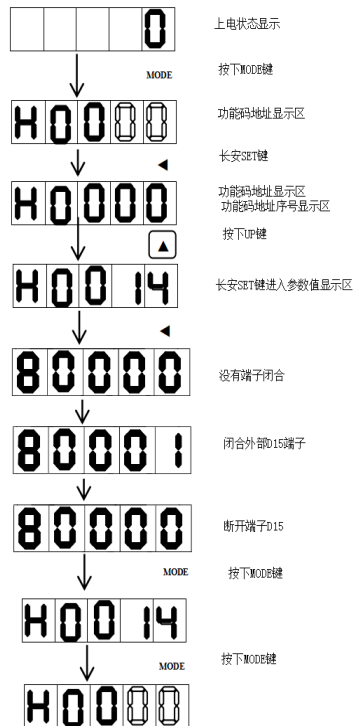 0
上电状态显示
MODE
按下MODE键
H0000
功能码地址显示区
长安SET键
H0000
功能码地址显示区
功能码地址序号显示区
按下UP键
H0014
长安SET键进入参数值显示区
80000
没有端子闭合
80001
闭合外部D15端子
80000
断开端子D15
MODE
按下MODE键
H0014
MODE
按下MODE键
H0000